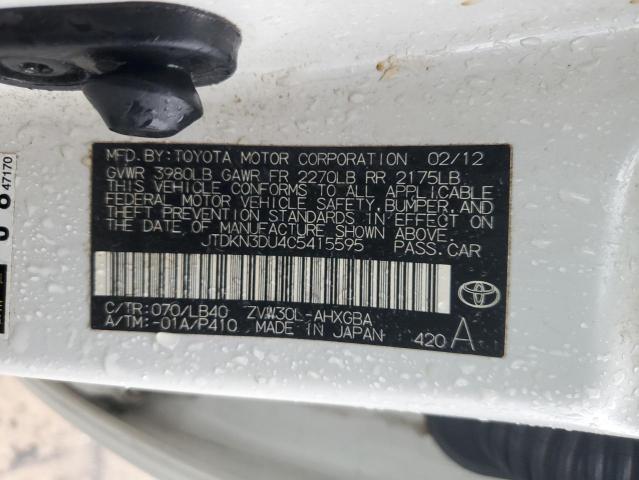 MFD.BY:TOYOTA MOTOR CORPORATION 02/12
GVWR 3980LB GAWR FR 2270LB RR 2175LB
THIS VEHICLE CONFORMS TO ALL APPLICABLE
FEDERAL MOTOR VEHICLE SAFETY,BUMPER,AND
THEFT PREVENTION STANDARDS IN EFFECT ON
THE DATE OF MANUFACTURE SHOWN ABOVE.
JTDKN3DU4C5415595 PASS.CAR
C/TR:070/LB40 ZVW30L-AHXGBA
A/TM:-01A/P410 MADE IN JAPAN 420 A
47170